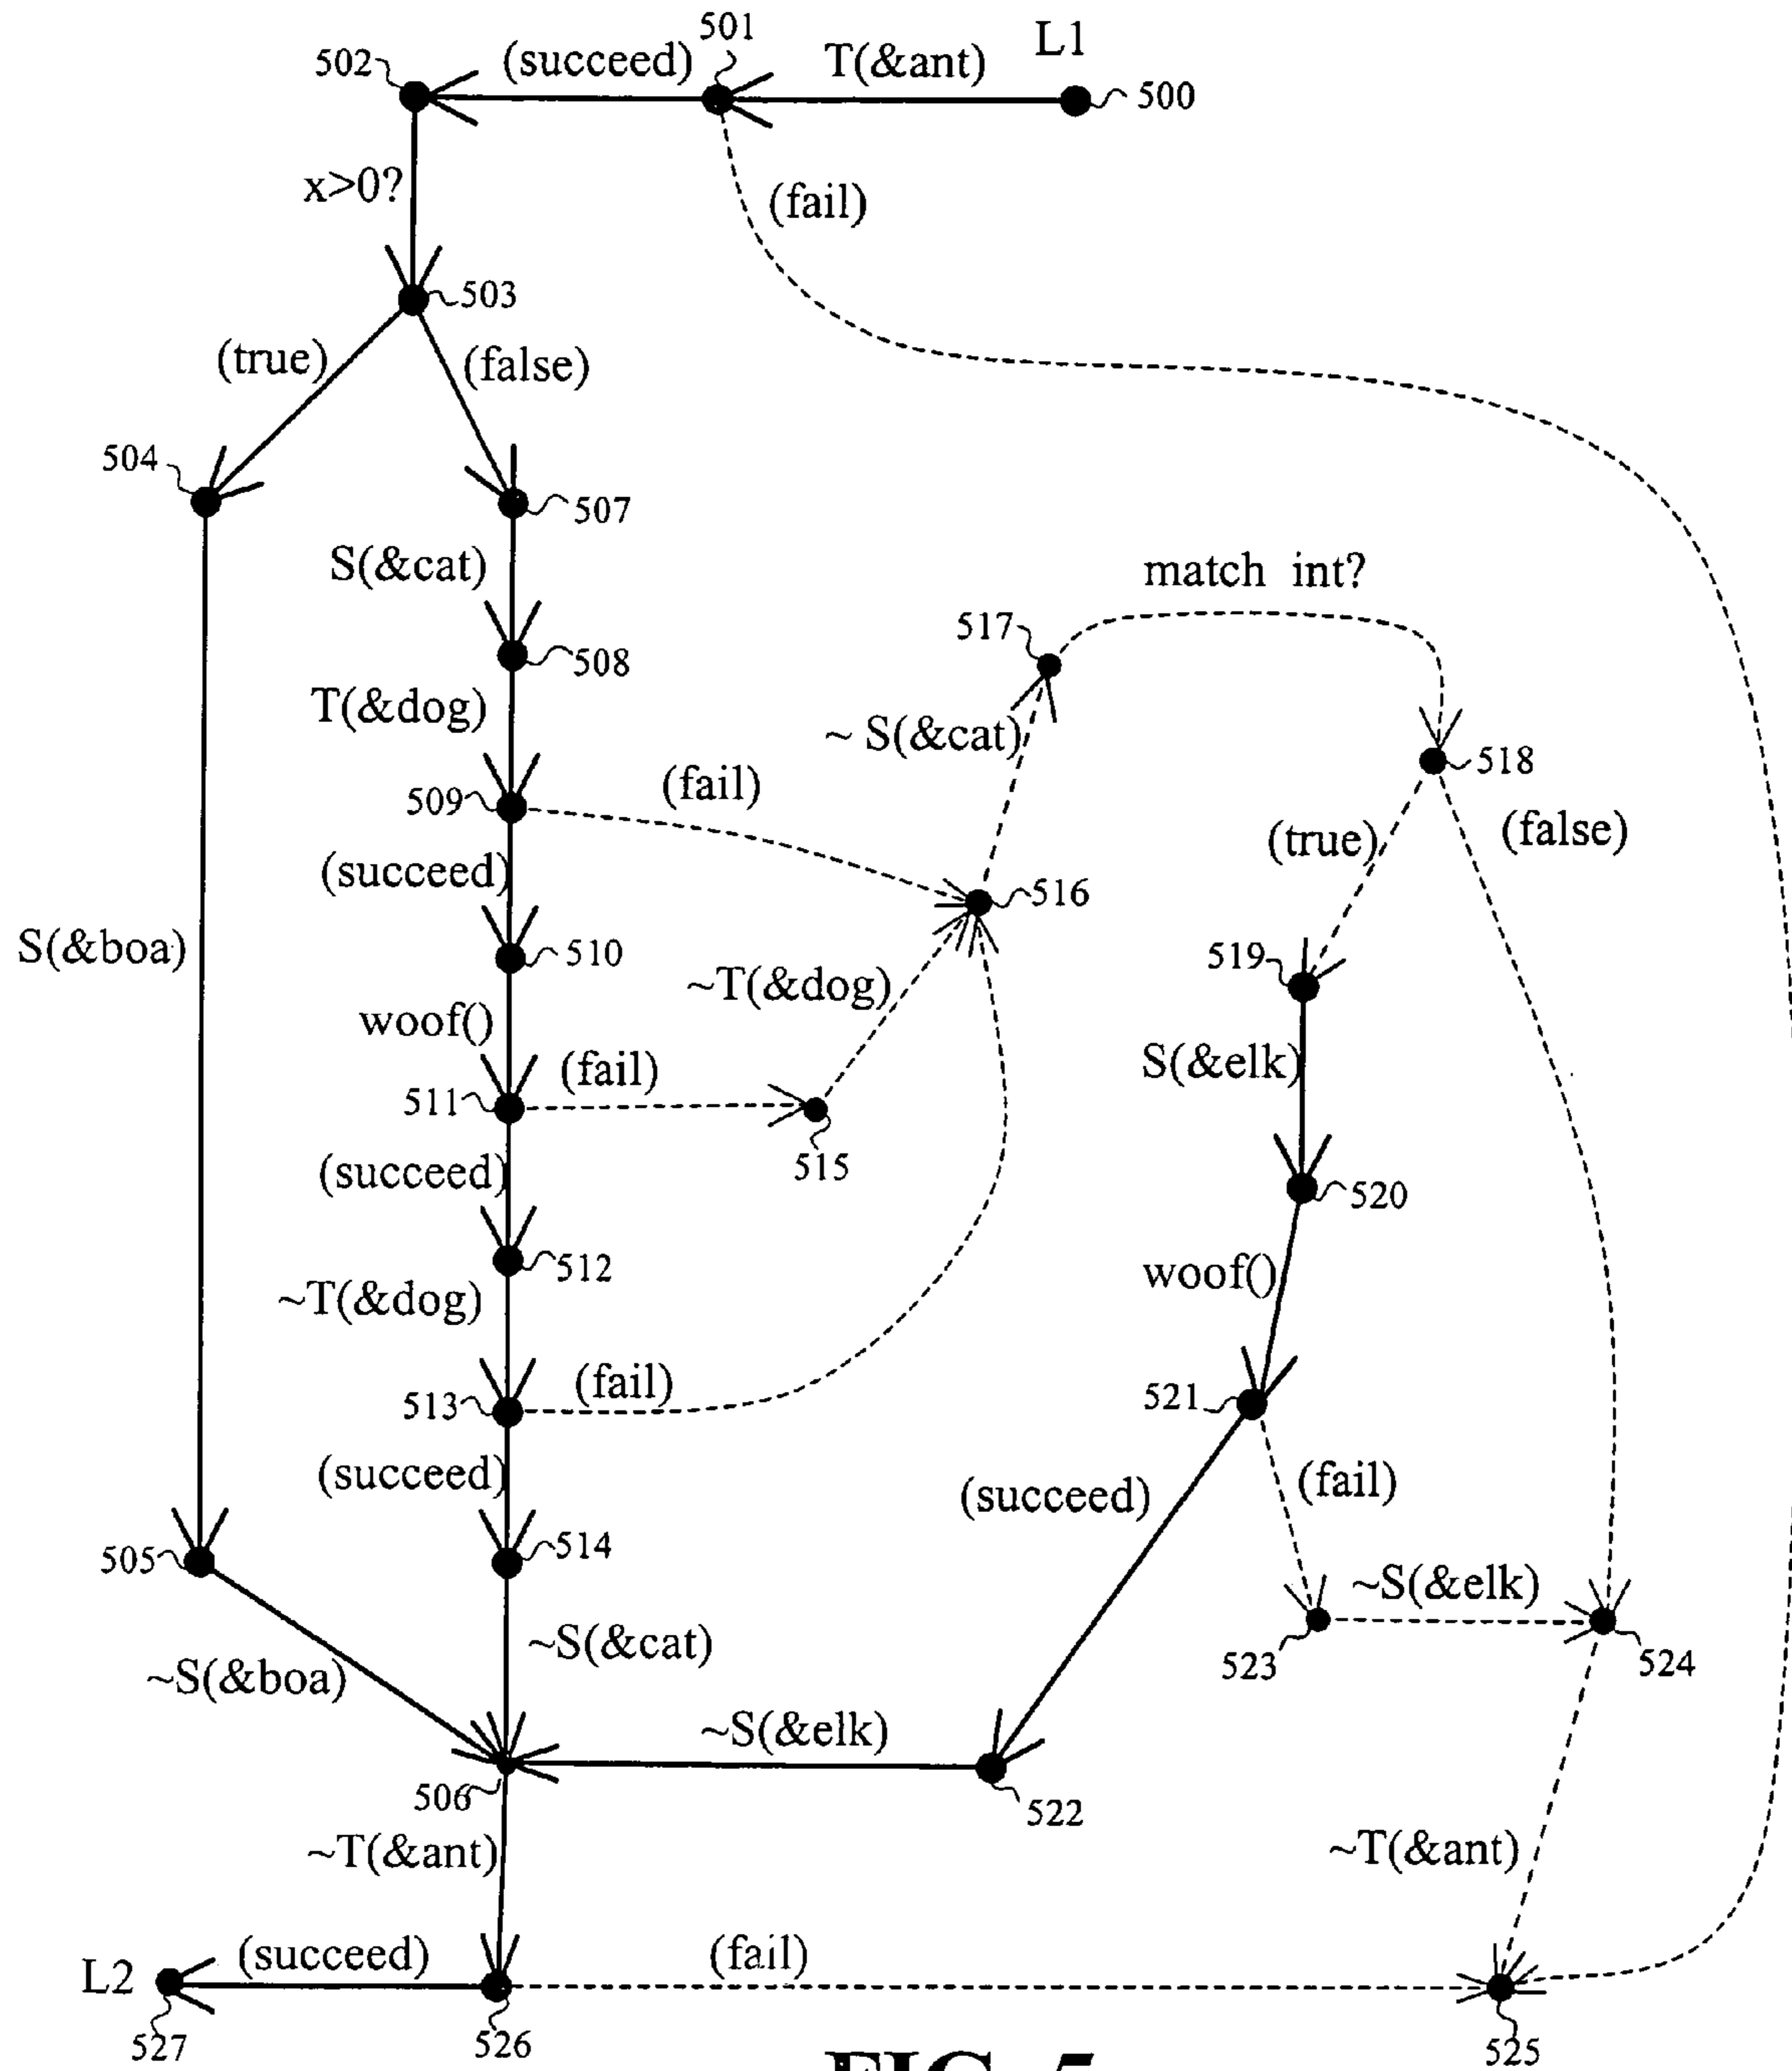 501
L1
502
(succeed)
T(&ant)
500
x>0?
(fail)
503
(true)
(false)
504
507
S(&cat)
match int?
508
517
T(&dog)
~ S(&cat)
518
509
(fail)
(true)
(false)
(succeed)
516
S(&boa)
510
519
~T(&dog)
woof()
(fail)
S(&elk)
511
515
(succeed)
520
512
woof()
~T(&dog)
(fail)
513
521
(succeed)
(fail)
(succeed)
514
505
~S(&elk)
~S(&cat)
523
524
~S(&boa)
~S(&elk)
506
522
~T(&ant)
~T(&ant)
L2
(succeed)
(fail)
527
526
525
FIG. 5